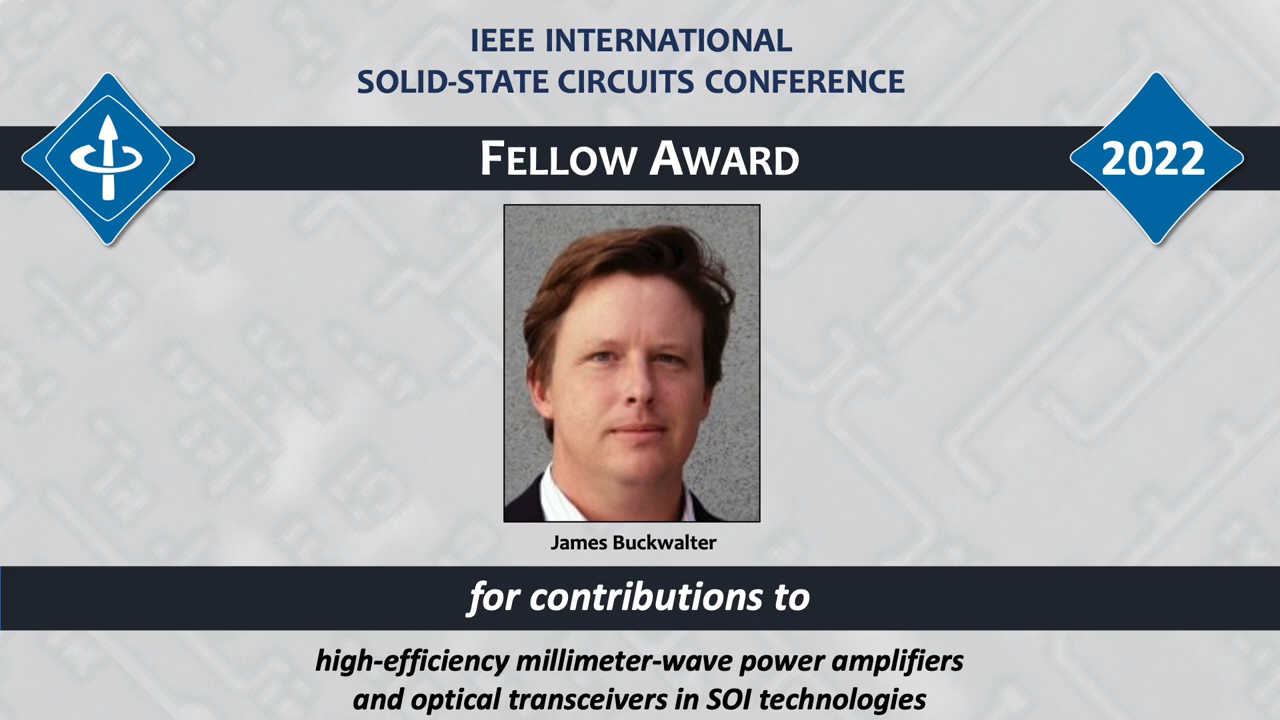 IEEE INTERNATIONAL
SOLID-STATE CIRCUITS CONFERENCE
FELLOW AWARD
2022
James Buckwalter
for contributions to
high-efficiency millimeter-wave power amplifiers
and optical transceivers in SOI technologies